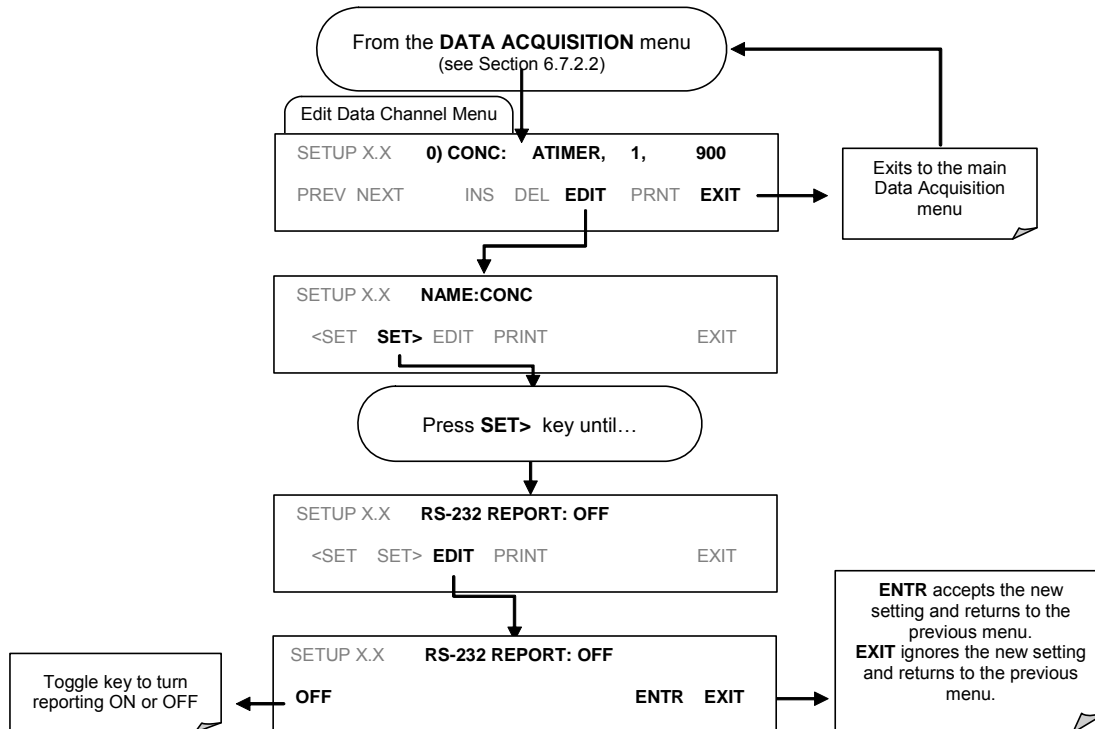 From the DATA ACQUISITION menu
(see Section 6.7.2.2)
Edit Data Channel Menu
SETUP X.X 0) CONC: ATIMER, 1, 900
PREV NEXT INS DEL EDIT PRNT EXIT
Exits to the main
Data Acquisition
menu
SETUP X.X NAME:CONC
<SET SET> EDIT PRINT EXIT
Press SET> key until…
SETUP X.X RS-232 REPORT: OFF
<SET SET> EDIT PRINT EXIT
SETUP X.X RS-232 REPORT: OFF
OFF ENTR EXIT
Toggle key to turn
reporting ON or OFF
ENTR accepts the new
setting and returns to the
previous menu.
EXIT ignores the new setting
and returns to the previous
menu.